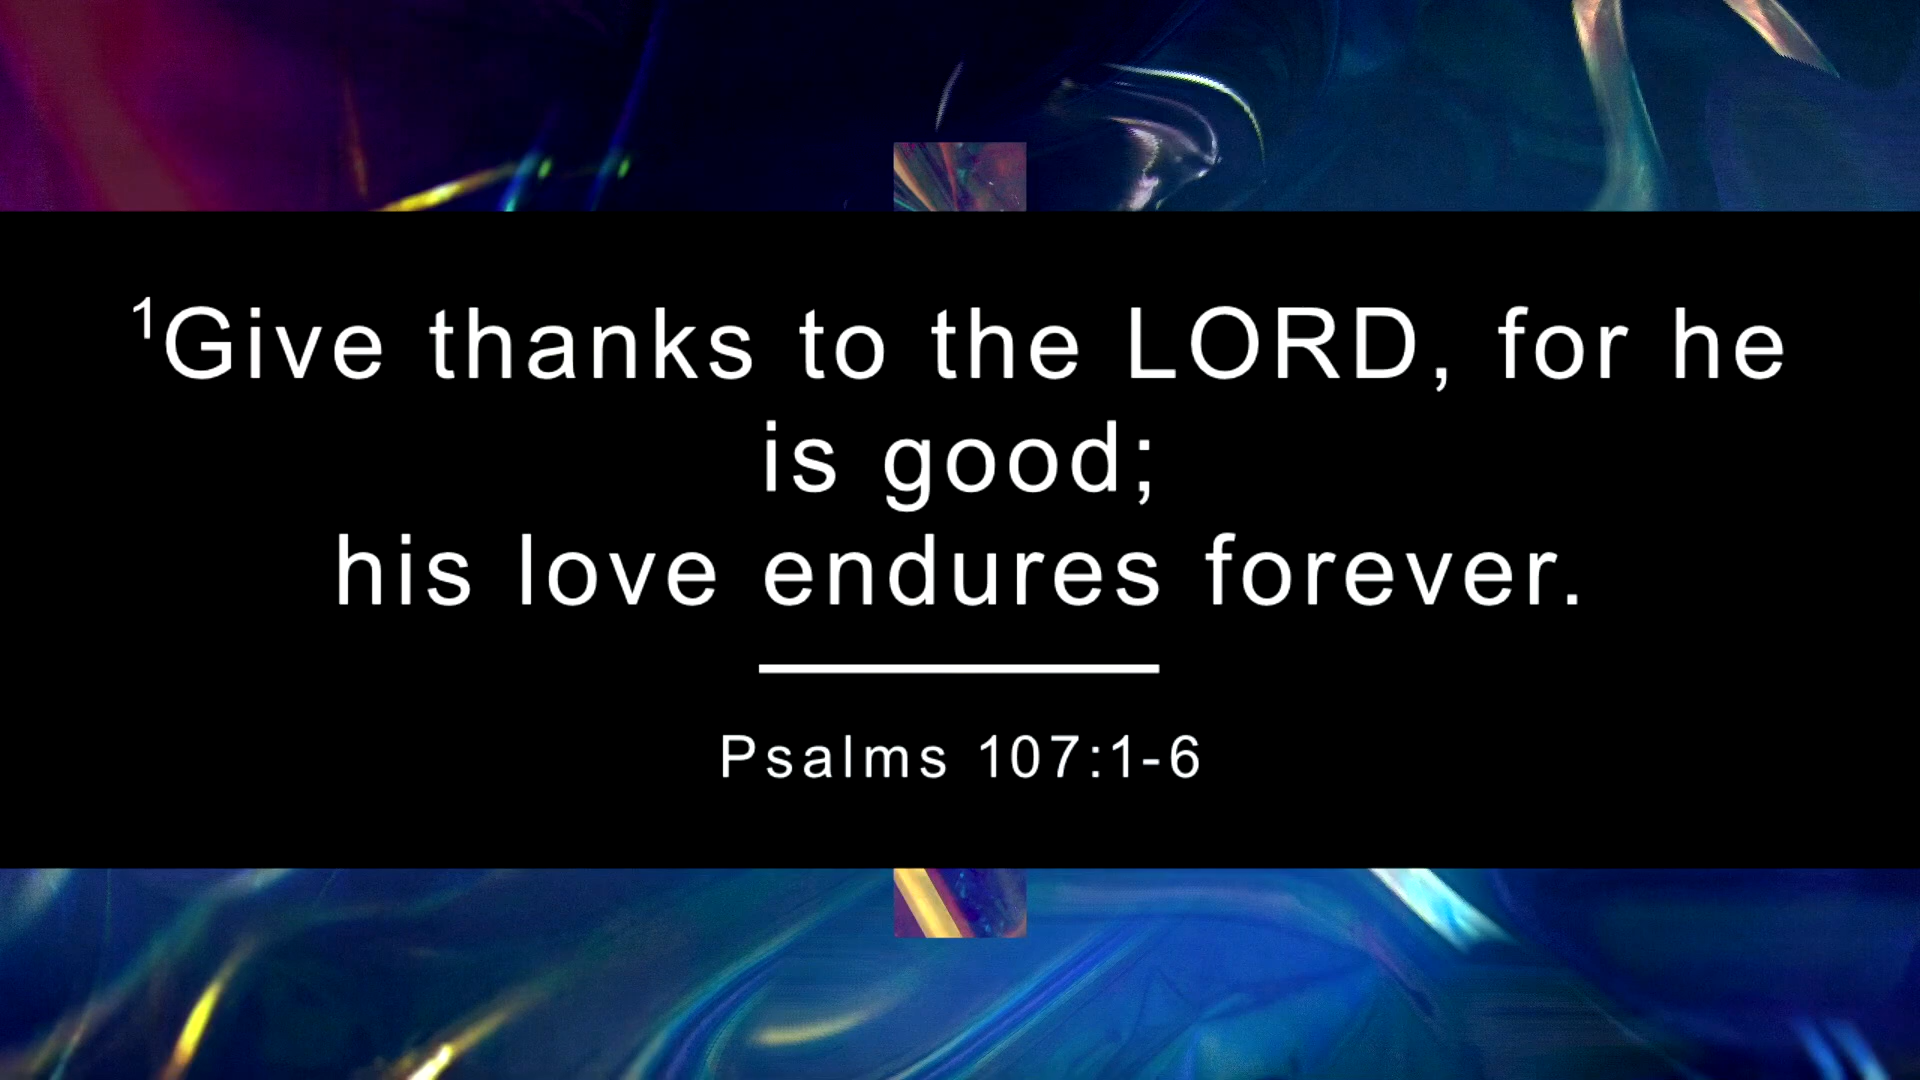 ¹Give thanks to the LORD, for he
is good;
his love endures forever.
Psalms 107:1-6